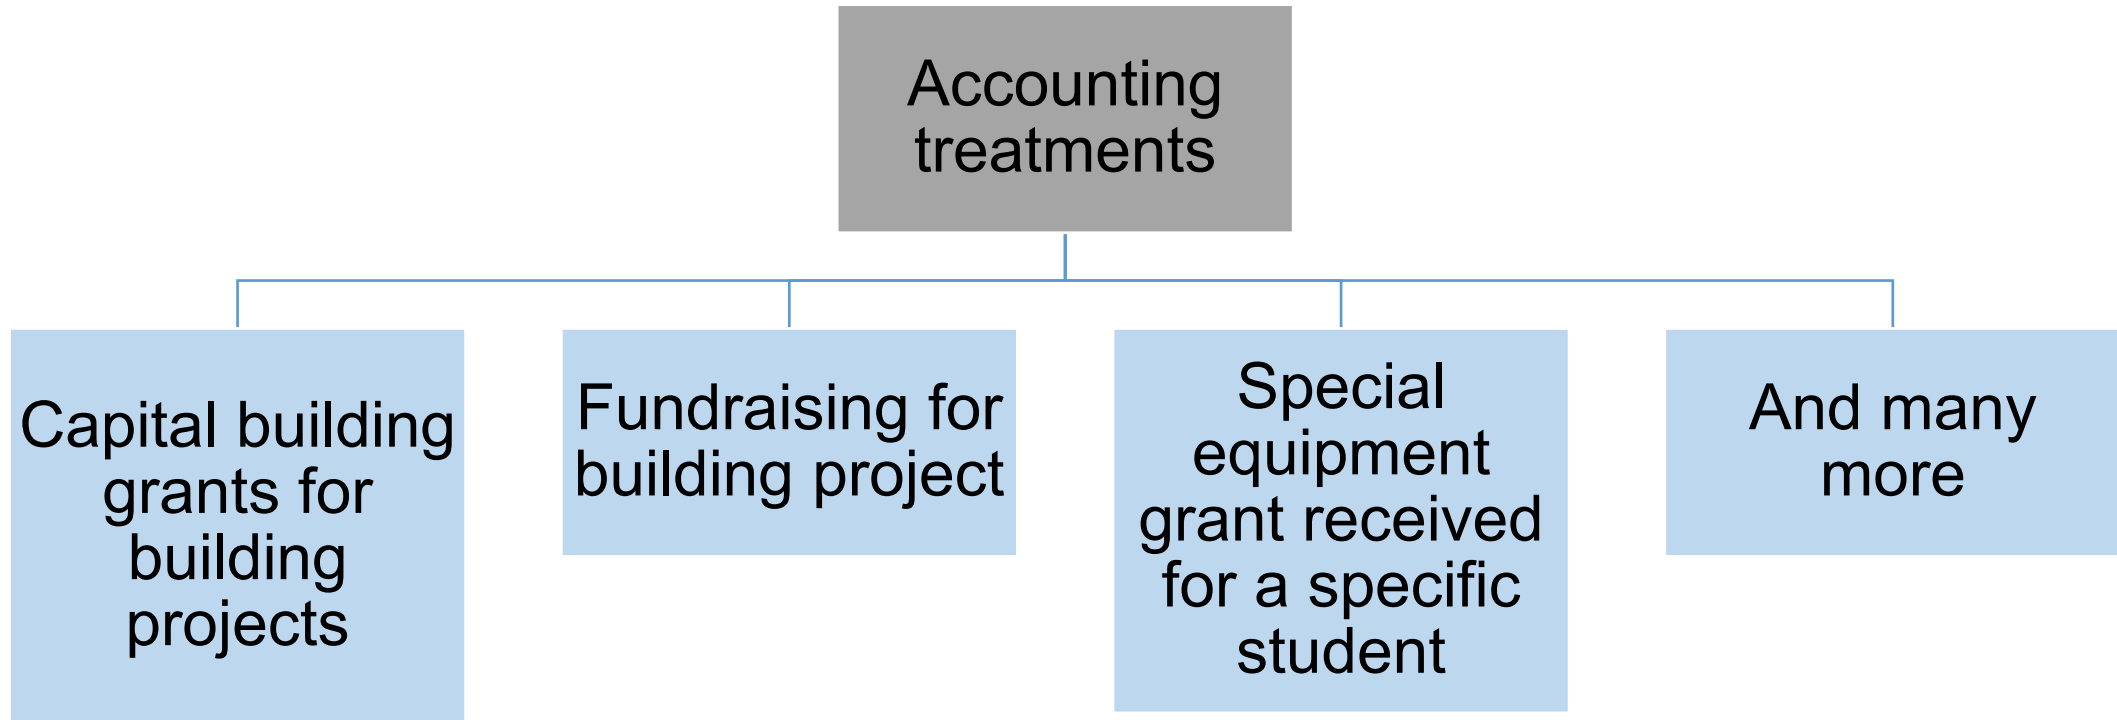 Accounting
treatments
Capital building
grants for
building
projects
Fundraising for
building project
Special
equipment
grant received
for a specific
student
And many
more